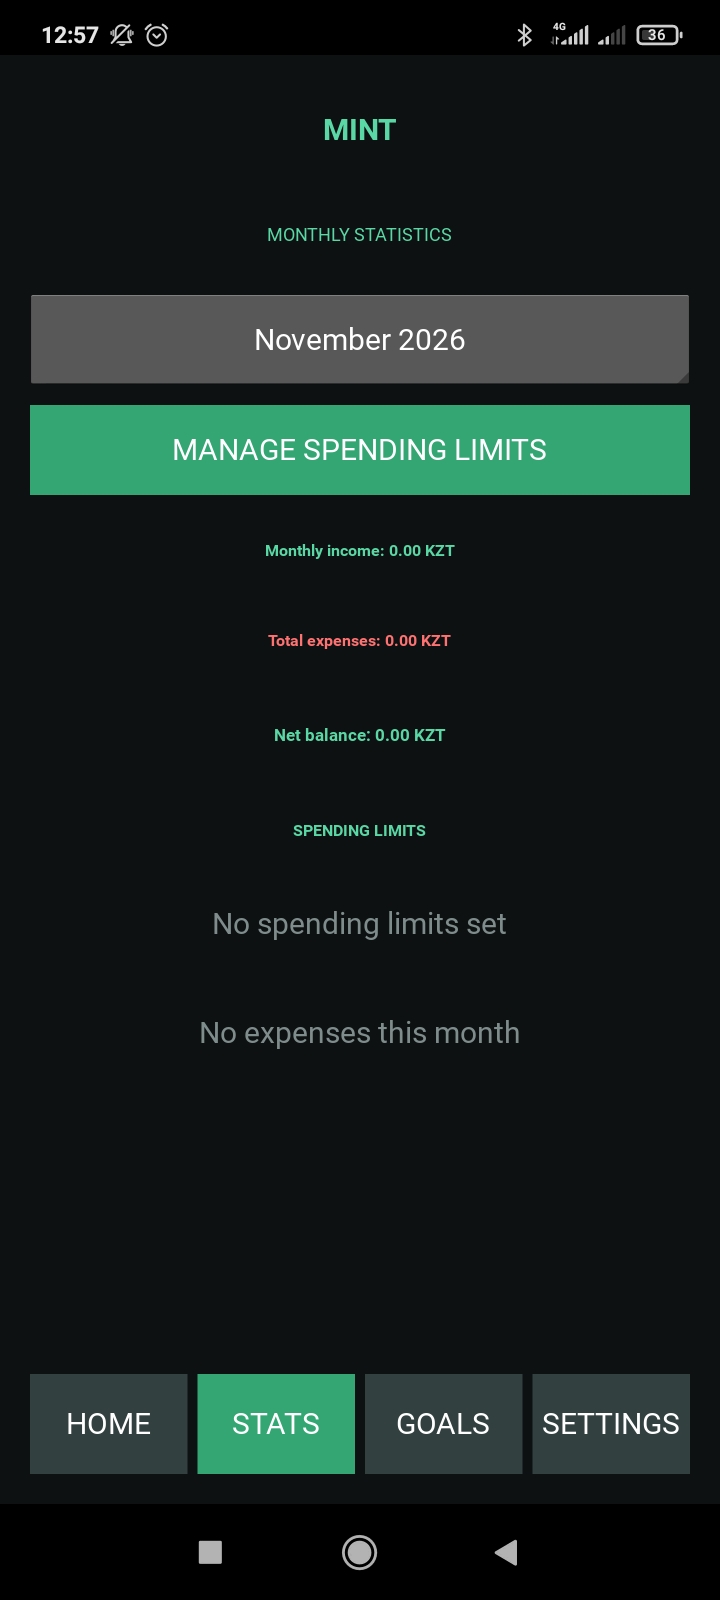 12:57
4G
36
MINT
MONTHLY STATISTICS
November 2026
MANAGE SPENDING LIMITS
Monthly income: 0.00 KZT
Total expenses: 0.00 KZT
Net balance: 0.00 KZT
SPENDING LIMITS
No spending limits set
No expenses this month
HOME
STATS
GOALS
SETTINGS